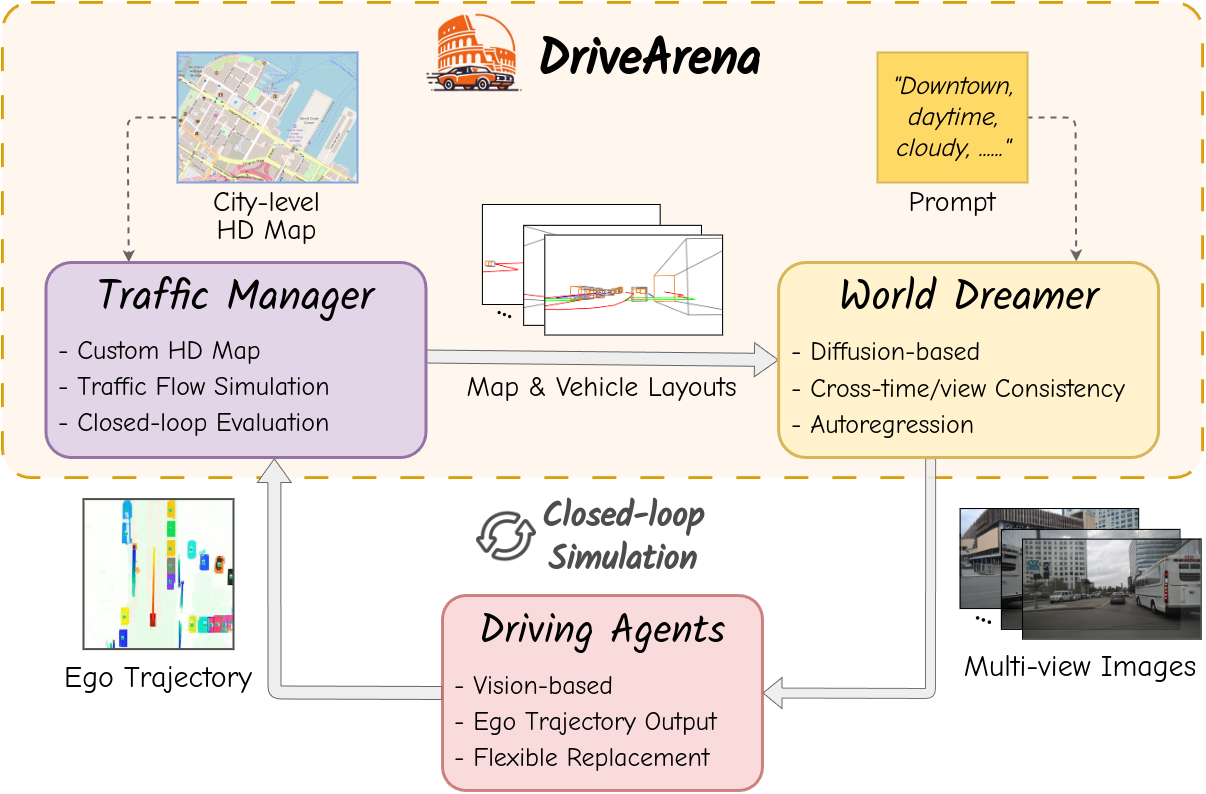 DriveArena
"Downtown,
daytime,
cloudy, ......"
City-level
HD Map
Prompt
Traffic Manager
- Custom HD Map
- Traffic Flow Simulation
- Closed-loop Evaluation
...
Map & Vehicle Layouts
World Dreamer
- Diffusion-based
- Cross-time/view Consistency
- Autoregression
Closed-loop
Simulation
Ego Trajectory
Driving Agents
- Vision-based
- Ego Trajectory Output
- Flexible Replacement
...
Multi-view Images